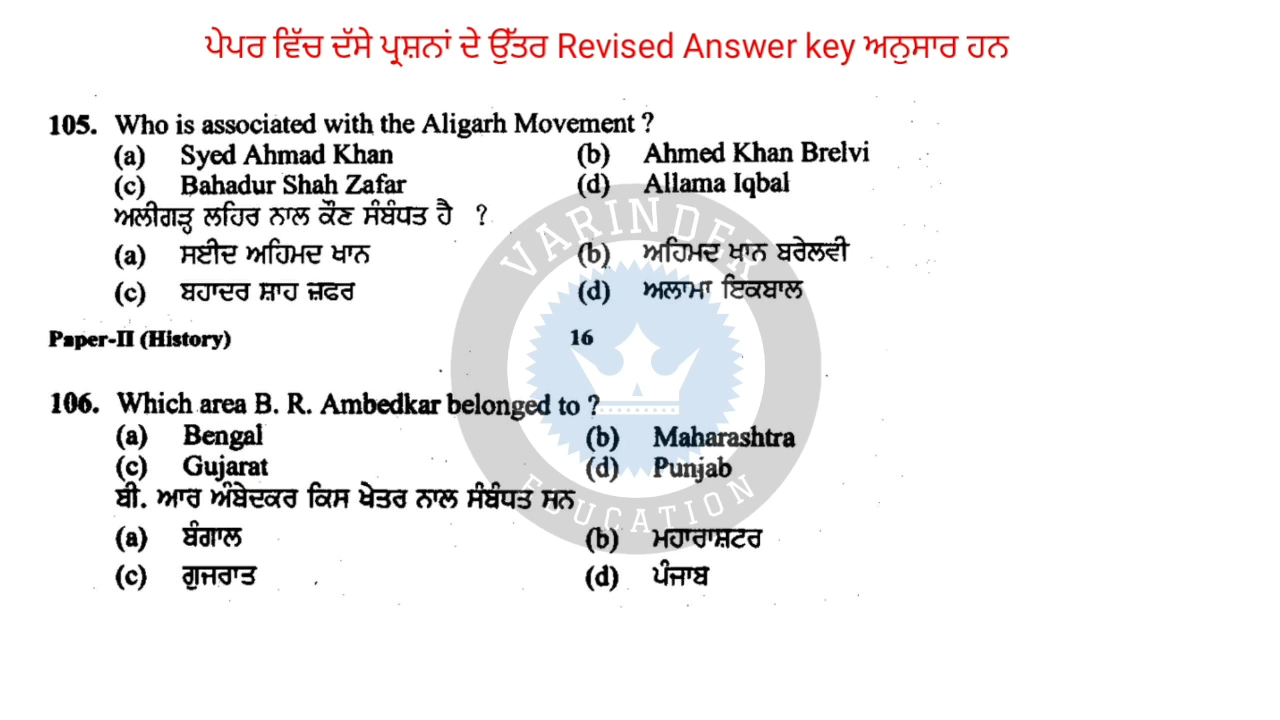 ਪੇਪਰ ਵਿੱਚ ਦੱਸੇ ਪ੍ਰਸ਼ਨਾਂ ਦੇ ਉੱਤਰ Revised Answer key ਅਨੁਸਾਰ ਹਨ
105. Who is associated with the Aligarh Movement ?
(a) Syed Ahmad Khan (b) Ahmed Khan Brelvi
(c) Bahadur Shah Zafar (d) Allama Iqbal
ਅਲੀਗੜ੍ਹ ਲਹਿਰ ਨਾਲ ਕੌਣ ਸੰਬੰਧਤ ਹੈ ?
(a) ਸਈਦ ਅਹਿਮਦ ਖਾਨ (b) ਅਹਿਮਦ ਖਾਨ ਬਰੇਲਵੀ
(c) ਬਹਾਦਰ ਸ਼ਾਹ ਜ਼ਫਰ (d) ਅਲਾਮਾ ਇਕਬਾਲ
Paper-II (History) 16
106. Which area B. R. Ambedkar belonged to ?
(a) Bengal (b) Maharashtra
(c) Gujarat (d) Punjab
ਬੀ. ਆਰ ਅੰਬੇਦਕਰ ਕਿਸ ਖੇਤਰ ਨਾਲ ਸੰਬੰਧਤ ਸਨ
(a) ਬੰਗਾਲ (b) ਮਹਾਰਾਸ਼ਟਰ
(c) ਗੁਜਰਾਤ (d) ਪੰਜਾਬ
VARINDER
EDUCATION